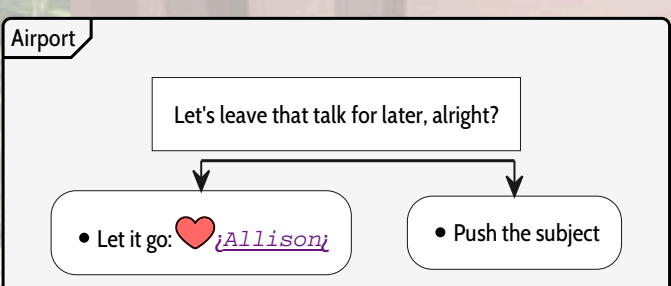 Airport
Let's leave that talk for later, alright?
• Let it go: ¿Allison¿
• Push the subject